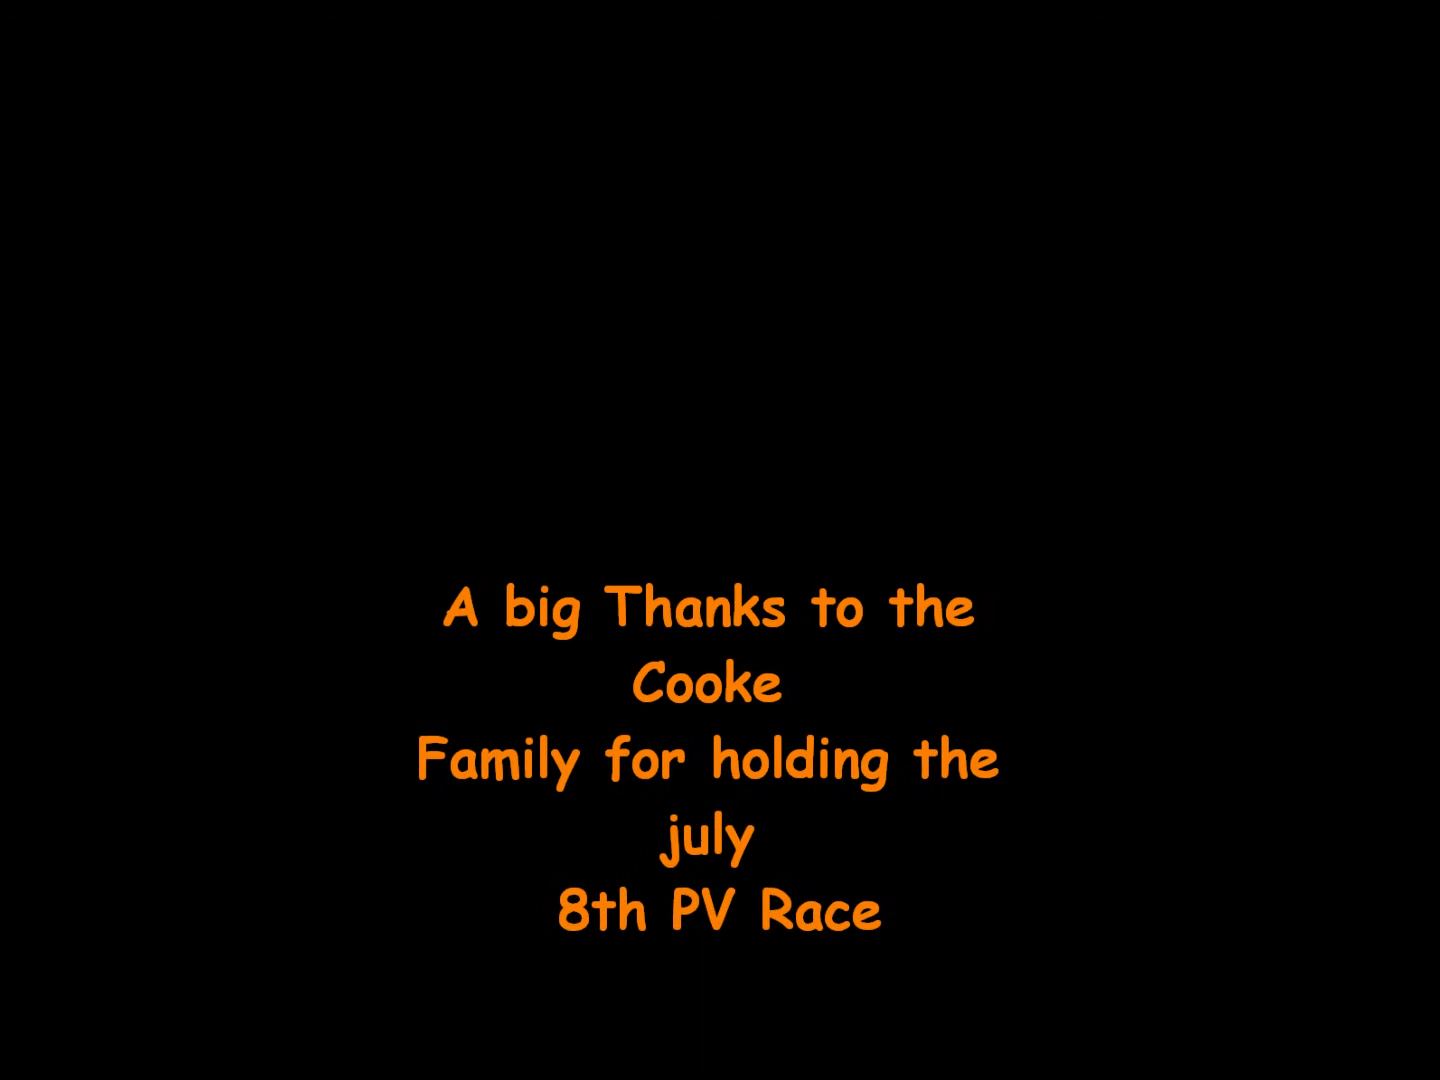 A big Thanks to the
Cooke
Family for holding the
july
8th PV Race